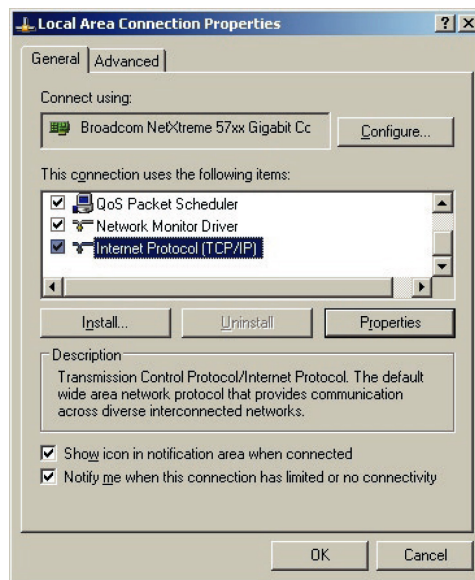 Local Area Connection Properties
General Advanced
Connect using:
Broadcom NetXtreme 57xx Gigabit Cc Configure...
This connection uses the following items:
QoS Packet Scheduler
Network Monitor Driver
Internet Protocol (TCP/IP)
Install... Uninstall Properties
Description
Transmission Control Protocol/Internet Protocol. The default
wide area network protocol that provides communication
across diverse interconnected networks.
Show icon in notification area when connected
Notify me when this connection has limited or no connectivity
OK Cancel